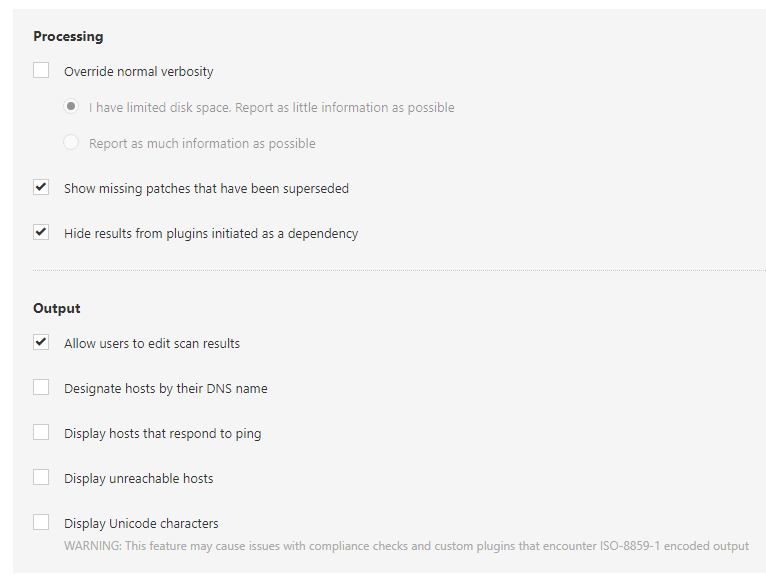 Processing
Override normal verbosity
I have limited disk space. Report as little information as possible
Report as much information as possible
Show missing patches that have been superseded
Hide results from plugins initiated as a dependency
Output
Allow users to edit scan results
Designate hosts by their DNS name
Display hosts that respond to ping
Display unreachable hosts
Display Unicode characters
WARNING: This feature may cause issues with compliance checks and custom plugins that encounter ISO-8859-1 encoded output